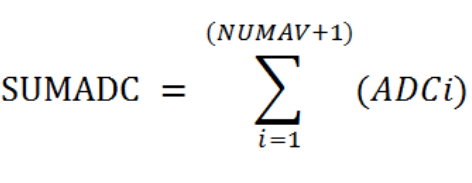 (NUMAV+1)
SUMADC = ∑ (ADCi)
i=1